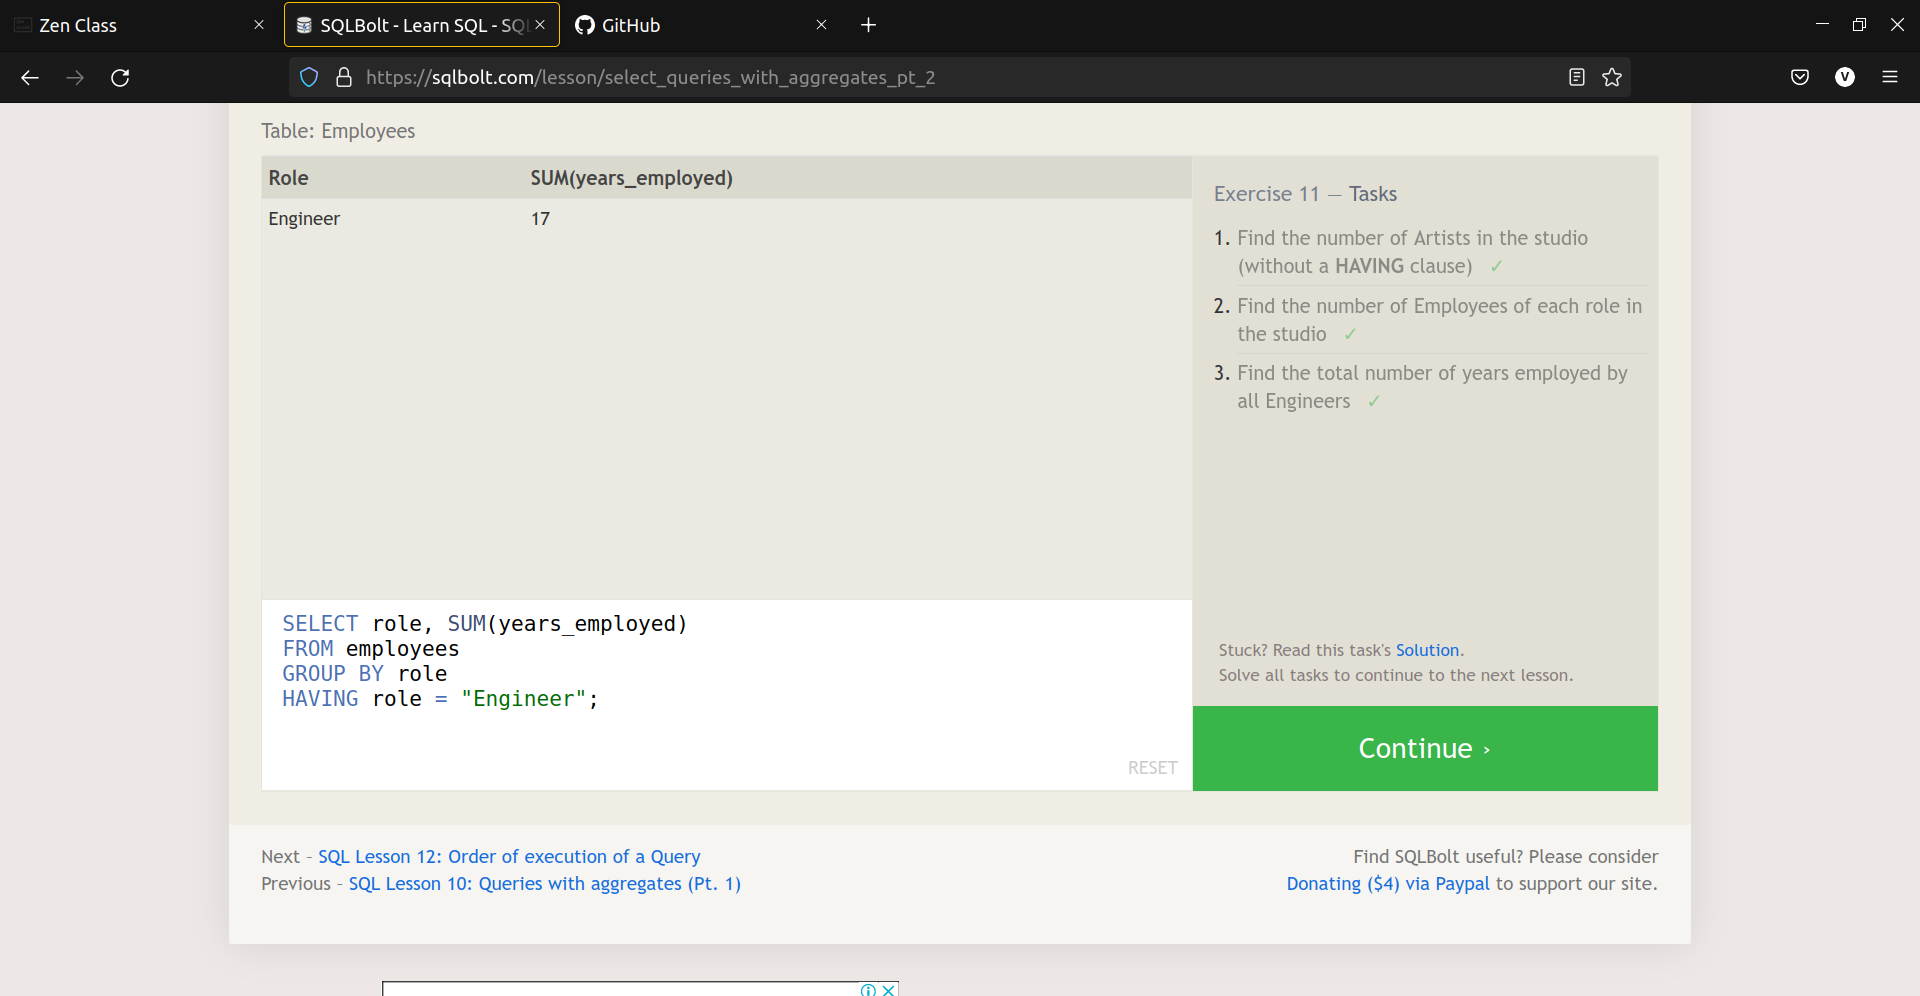 Zen Class
SQLBolt - Learn SQL - SQL
GitHub
https://sqlbolt.com/lesson/select_queries_with_aggregates_pt_2
V
Table: Employees
Role SUM(years_employed)
Engineer 17
Exercise 11 — Tasks
1. Find the number of Artists in the studio
(without a HAVING clause) ✓
2. Find the number of Employees of each role in
the studio ✓
3. Find the total number of years employed by
all Engineers ✓
SELECT role, SUM(years_employed)
FROM employees
GROUP BY role
HAVING role = "Engineer";
RESET
Stuck? Read this task's Solution.
Solve all tasks to continue to the next lesson.
Continue ›
Next – SQL Lesson 12: Order of execution of a Query
Previous – SQL Lesson 10: Queries with aggregates (Pt. 1)
Find SQLBolt useful? Please consider
Donating ($4) via Paypal to support our site.